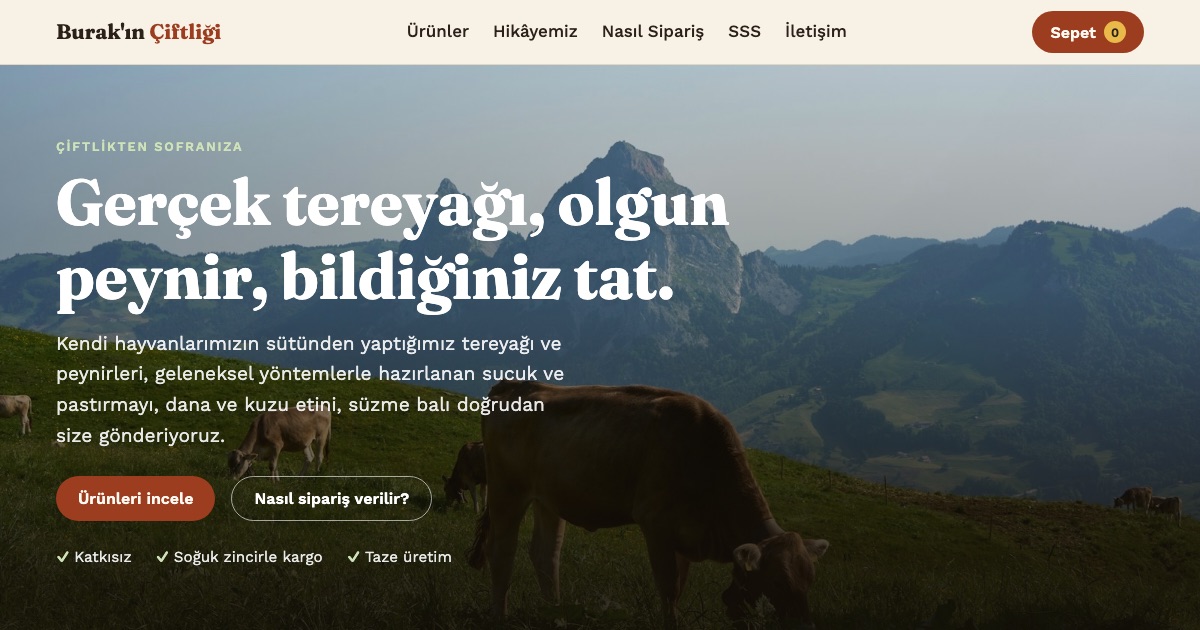 Burak'ın Çiftliği
Ürünler Hikâyemiz Nasıl Sipariş SSS İletişim
Sepet 0
ÇİFTLİKTEN SOFRANIZA
Gerçek tereyağı, olgun
peynir, bildiğiniz tat.
Kendi hayvanlarımızın sütünden yaptığımız tereyağı ve
peynirleri, geleneksel yöntemlerle hazırlanan sucuk ve
pastırmayı, dana ve kuzu etini, süzme balı doğrudan
size gönderiyoruz.
Ürünleri incele
Nasıl sipariş verilir?
✓ Katkısız ✓ Soğuk zincirle kargo ✓ Taze üretim